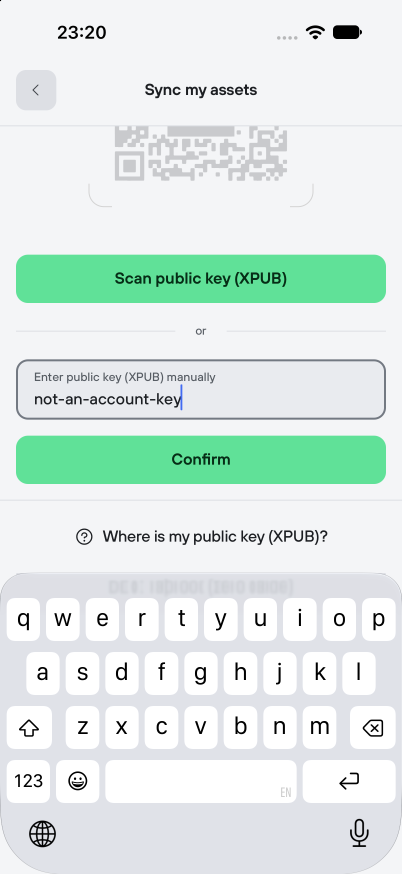 23:20
Sync my assets
Scan public key (XPUB)
or
Enter public key (XPUB) manually
not-an-account-key
Confirm
Where is my public key (XPUB)?
q w e r t y u i o p
a s d f g h j k l
z x c v b n m
123
EN